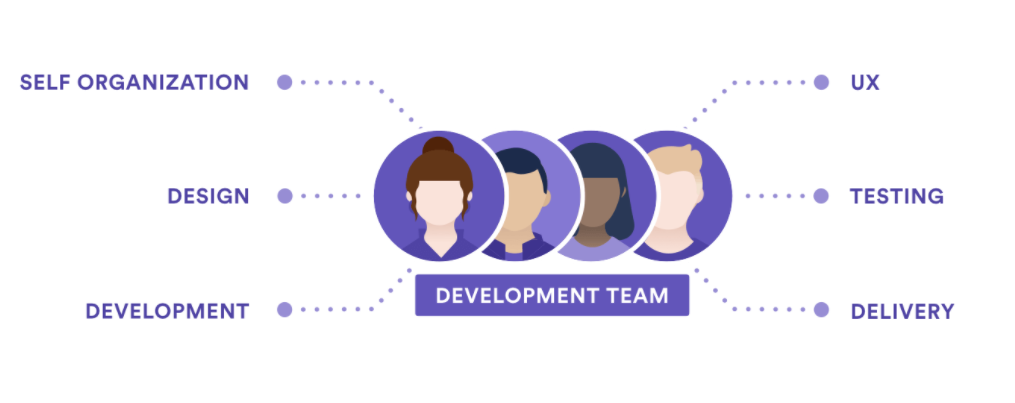 SELF ORGANIZATION
UX
DESIGN
TESTING
DEVELOPMENT TEAM
DEVELOPMENT
DELIVERY